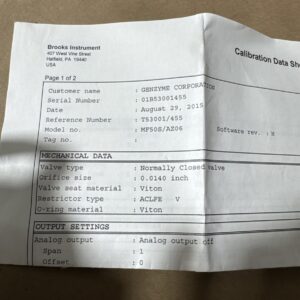 Brooks Instrument
407 West Vine Street
Hatfield, PA 19440
USA
Calibration Data She
Page 1 of 2
Customer name : GENZYME CORPORATION
Serial Number : 01B53001455
Date : August 29, 2015
Reference Number : T53001/455
Model no. : MF50S/AZ06 Software rev. : H
Tag no. :
MECHANICAL DATA
Valve type : Normally Closed valve
Orifice size : 0.0140 inch
Valve seat material : Viton
Restrictor type : ACLFE V
O-ring material : Viton
OUTPUT SETTINGS
Analog output : Analog output off
Span : 1
Offset : 0